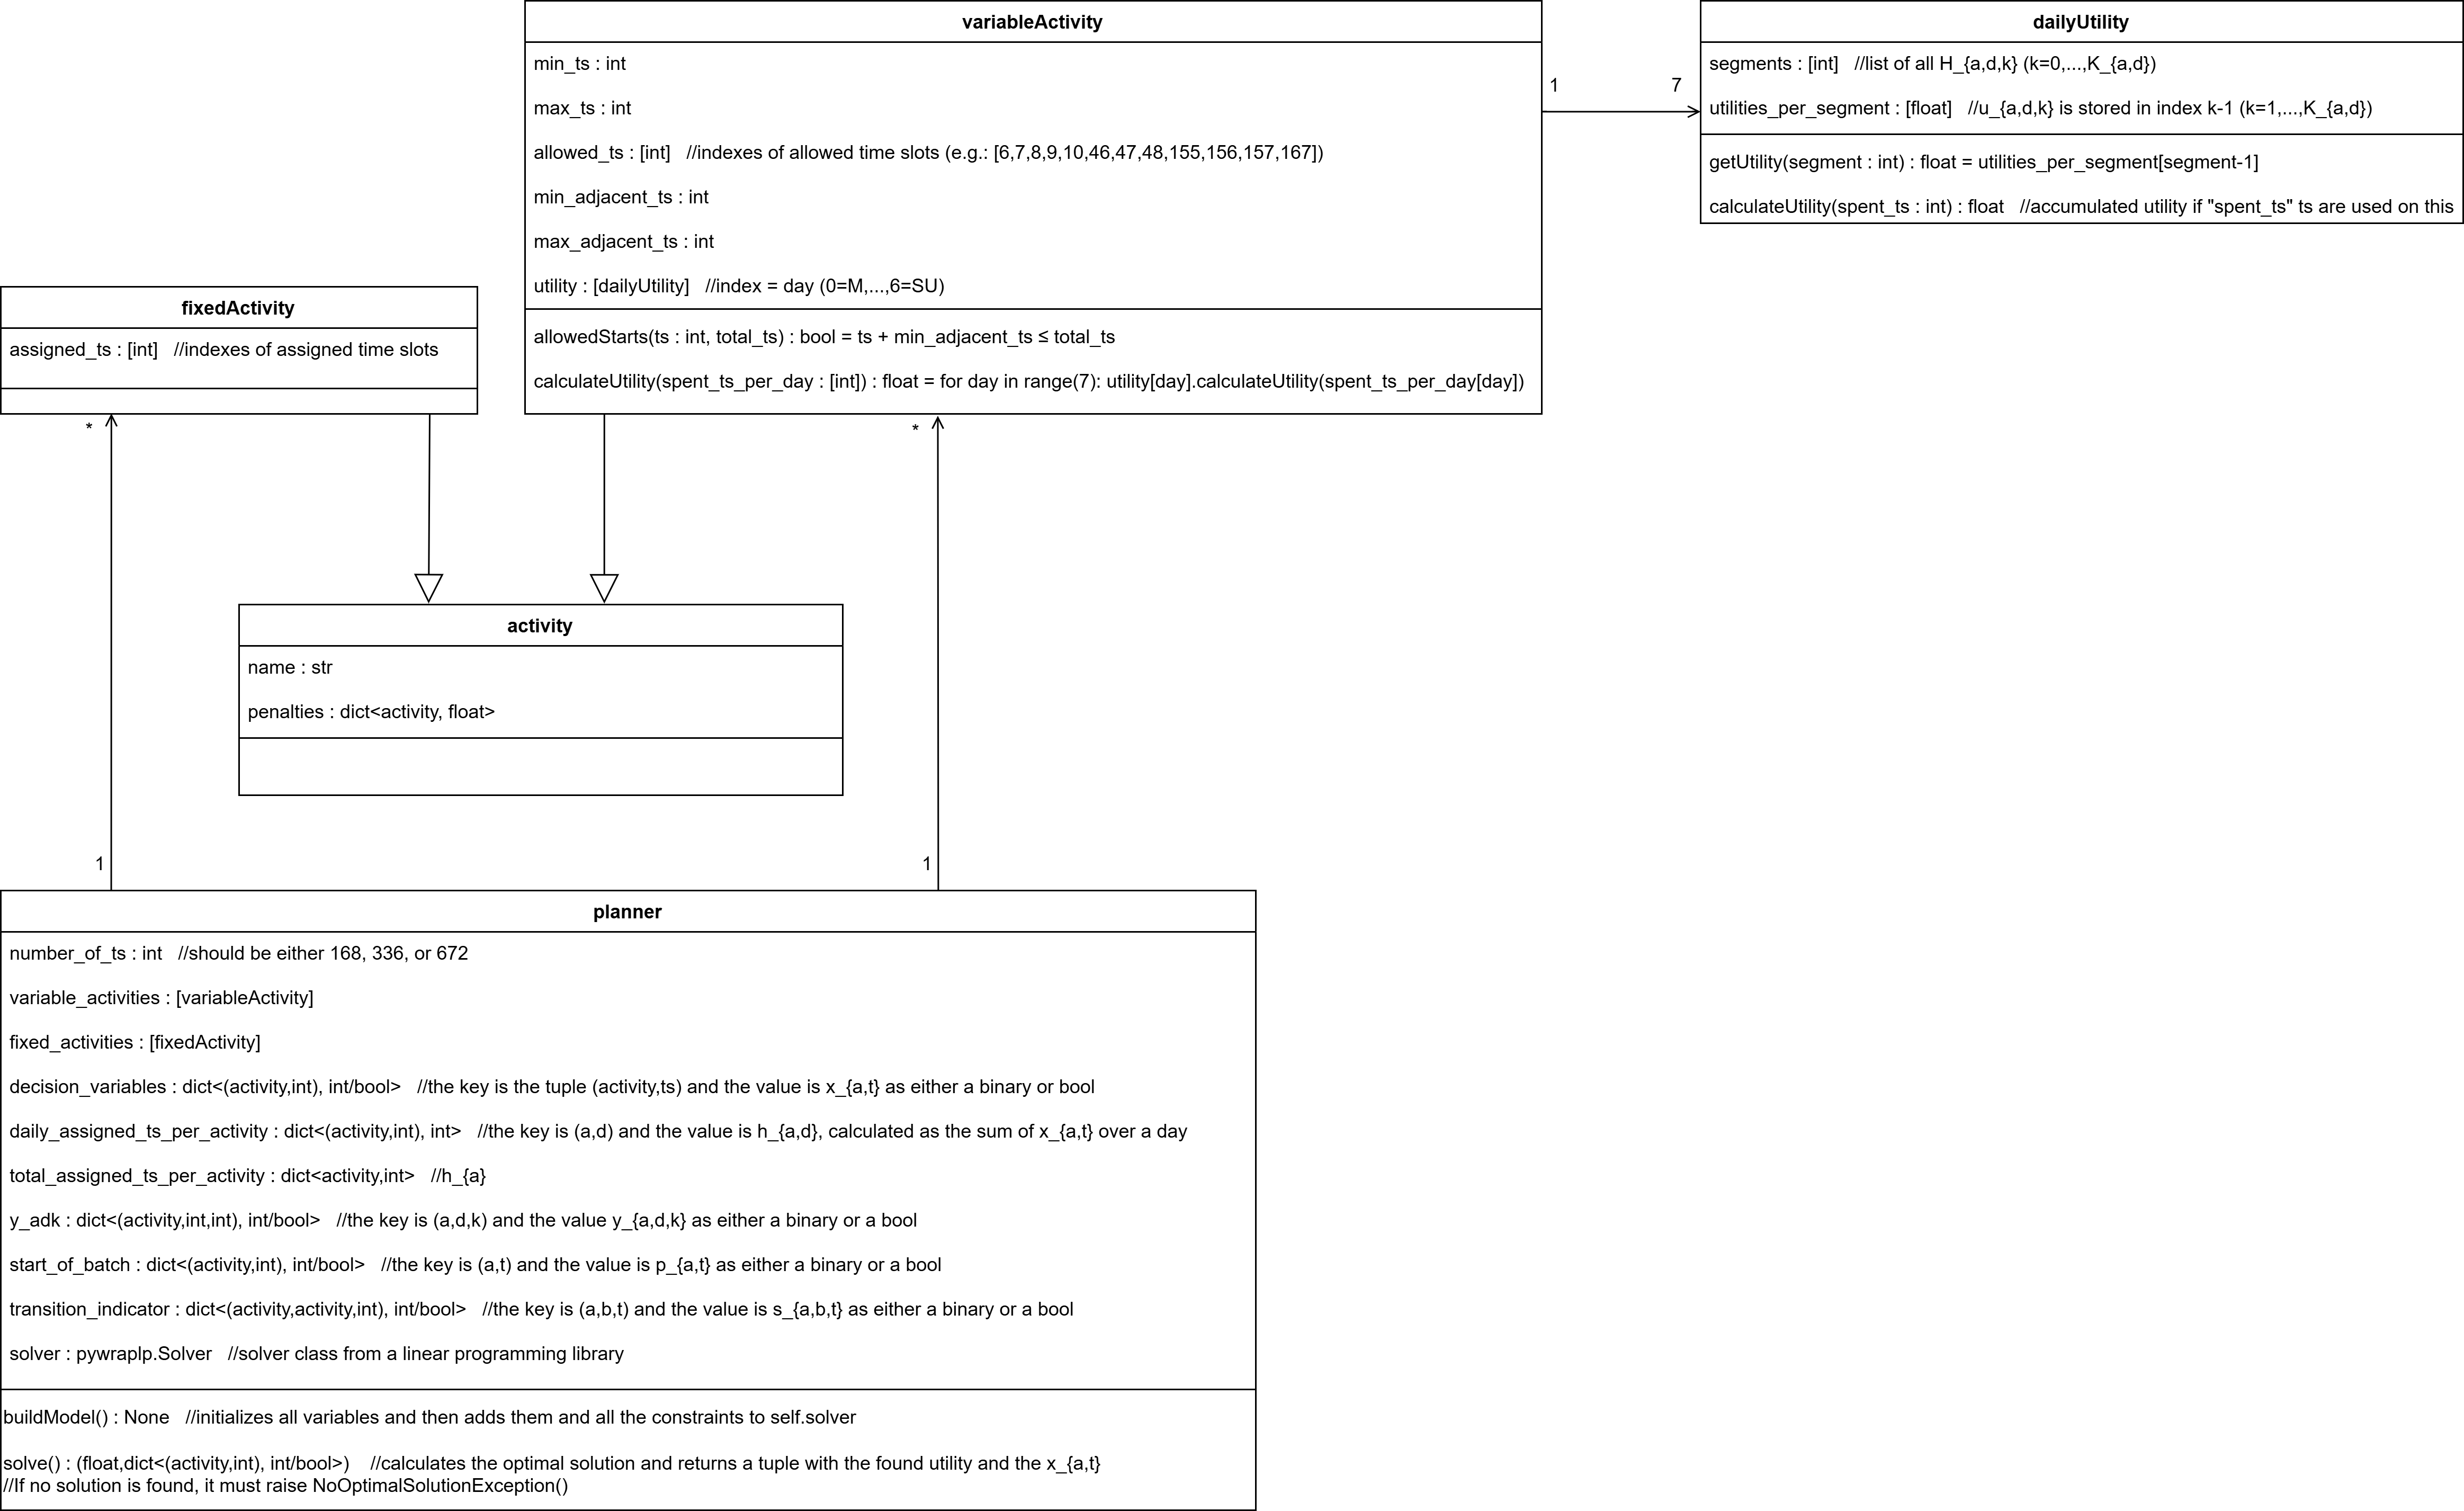 variableActivity
min_ts : int
max_ts : int
allowed_ts : [int]   //indexes of allowed time slots (e.g.: [6,7,8,9,10,46,47,48,155,156,157,167])
min_adjacent_ts : int
max_adjacent_ts : int
utility : [dailyUtility]   //index = day (0=M,...,6=SU)
allowedStarts(ts : int, total_ts) : bool = ts + min_adjacent_ts ≤ total_ts
calculateUtility(spent_ts_per_day : [int]) : float = for day in range(7): utility[day].calculateUtility(spent_ts_per_day[day])
1
7
dailyUtility
segments : [int]   //list of all H_{a,d,k} (k=0,...,K_{a,d})
utilities_per_segment : [float]   //u_{a,d,k} is stored in index k-1 (k=1,...,K_{a,d})
getUtility(segment : int) : float = utilities_per_segment[segment-1]
calculateUtility(spent_ts : int) : float   //accumulated utility if "spent_ts" ts are used on this
fixedActivity
assigned_ts : [int]   //indexes of assigned time slots
*
*
activity
name : str
penalties : dict<activity, float>
1
1
planner
number_of_ts : int   //should be either 168, 336, or 672
variable_activities : [variableActivity]
fixed_activities : [fixedActivity]
decision_variables : dict<(activity,int), int/bool>   //the key is the tuple (activity,ts) and the value is x_{a,t} as either a binary or bool
daily_assigned_ts_per_activity : dict<(activity,int), int>   //the key is (a,d) and the value is h_{a,d}, calculated as the sum of x_{a,t} over a day
total_assigned_ts_per_activity : dict<activity,int>   //h_{a}
y_adk : dict<(activity,int,int), int/bool>   //the key is (a,d,k) and the value y_{a,d,k} as either a binary or a bool
start_of_batch : dict<(activity,int), int/bool>   //the key is (a,t) and the value is p_{a,t} as either a binary or a bool
transition_indicator : dict<(activity,activity,int), int/bool>   //the key is (a,b,t) and the value is s_{a,b,t} as either a binary or a bool
solver : pywraplp.Solver   //solver class from a linear programming library
buildModel() : None   //initializes all variables and then adds them and all the constraints to self.solver
solve() : (float,dict<(activity,int), int/bool>)    //calculates the optimal solution and returns a tuple with the found utility and the x_{a,t}
//If no solution is found, it must raise NoOptimalSolutionException()